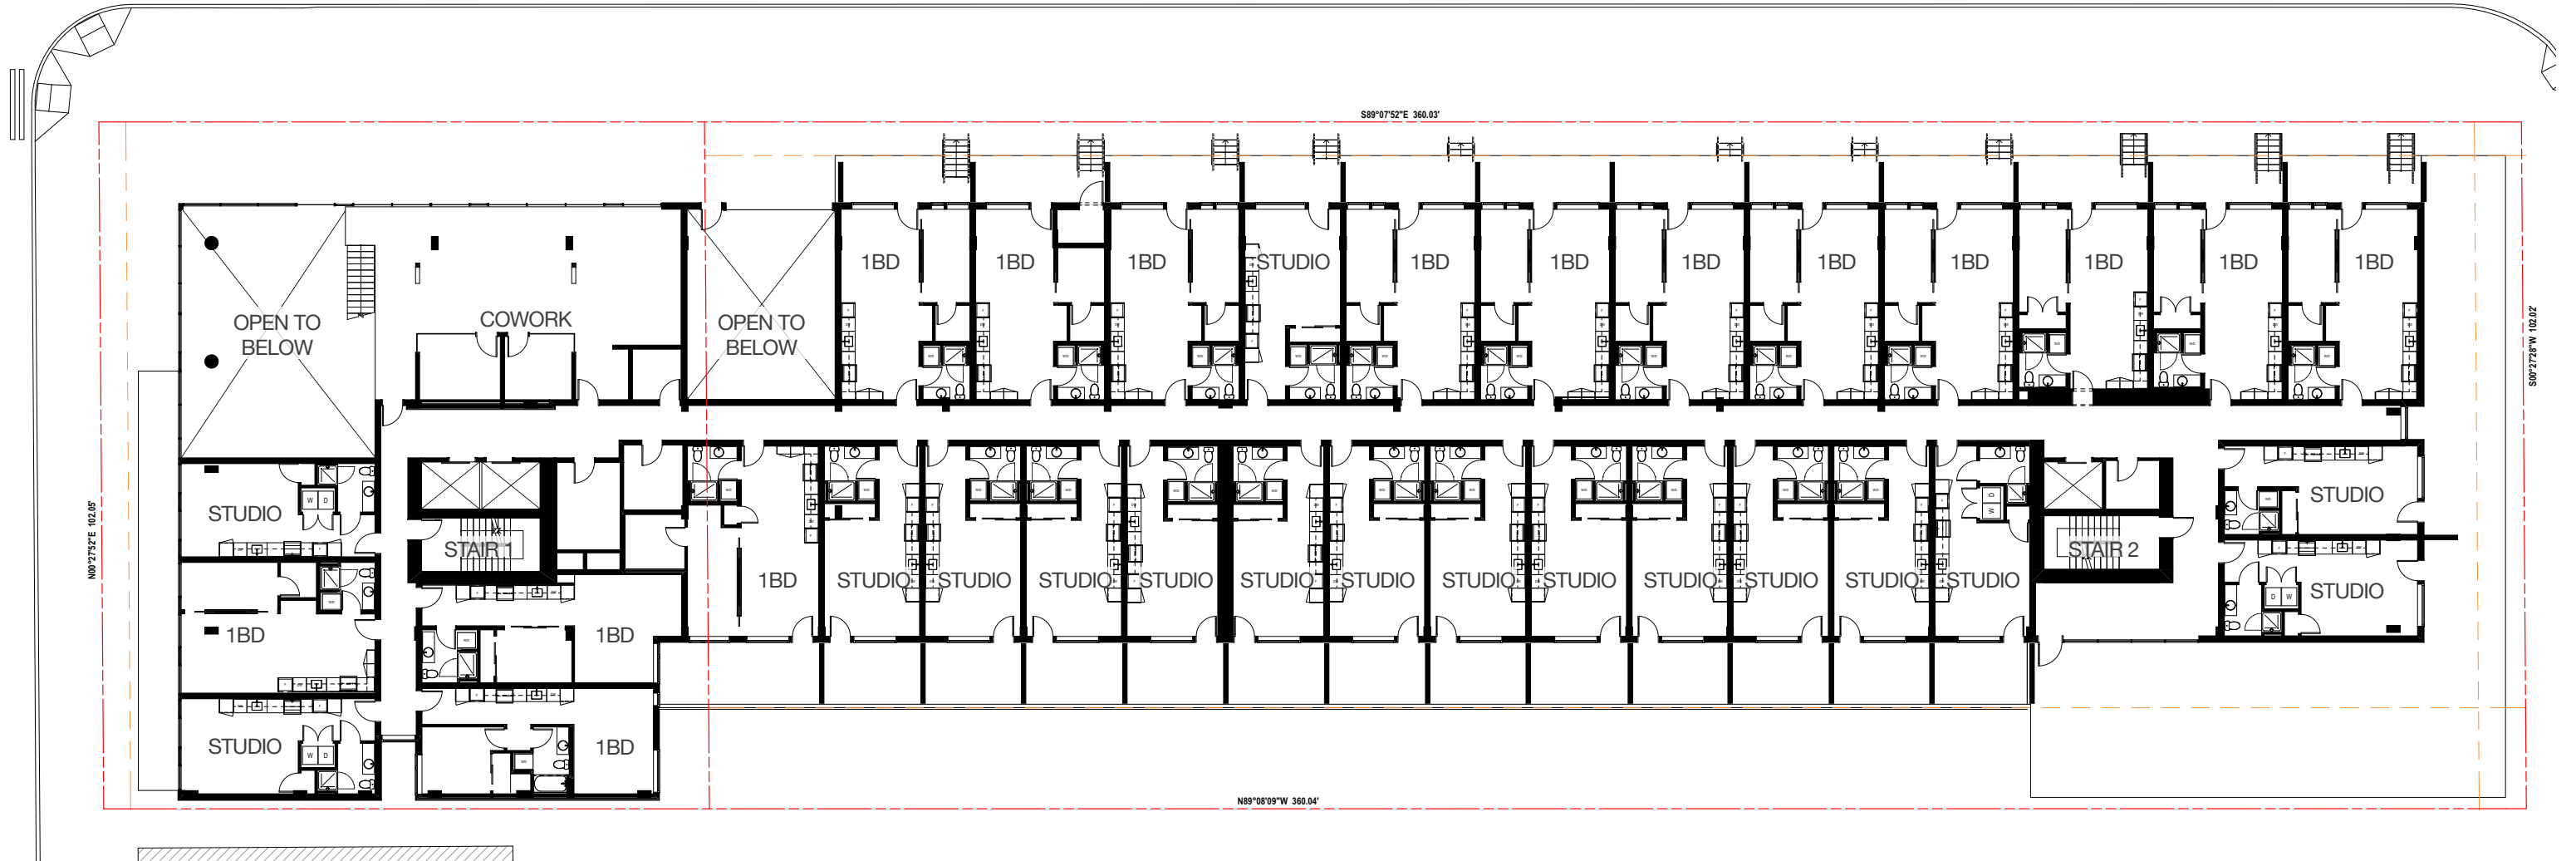 S89°07'52"E 360.03'
1BD
1BD
1BD
STUDIO
1BD
1BD
1BD
1BD
1BD
1BD
1BD
1BD
OPEN TO
BELOW
COWORK
OPEN TO
BELOW
S00°27'28"W 102.02'
N00°27'52"E 102.05'
STUDIO
W D
STAIR 1
1BD
STUDIO
STUDIO
STUDIO
STUDIO
STUDIO
STUDIO
STUDIO
STUDIO
STUDIO
STUDIO
STUDIO
STUDIO
W D
STAIR 2
STUDIO
STUDIO
D W
1BD
1BD
STUDIO
W D
1BD
N89°08'09"W 360.04'